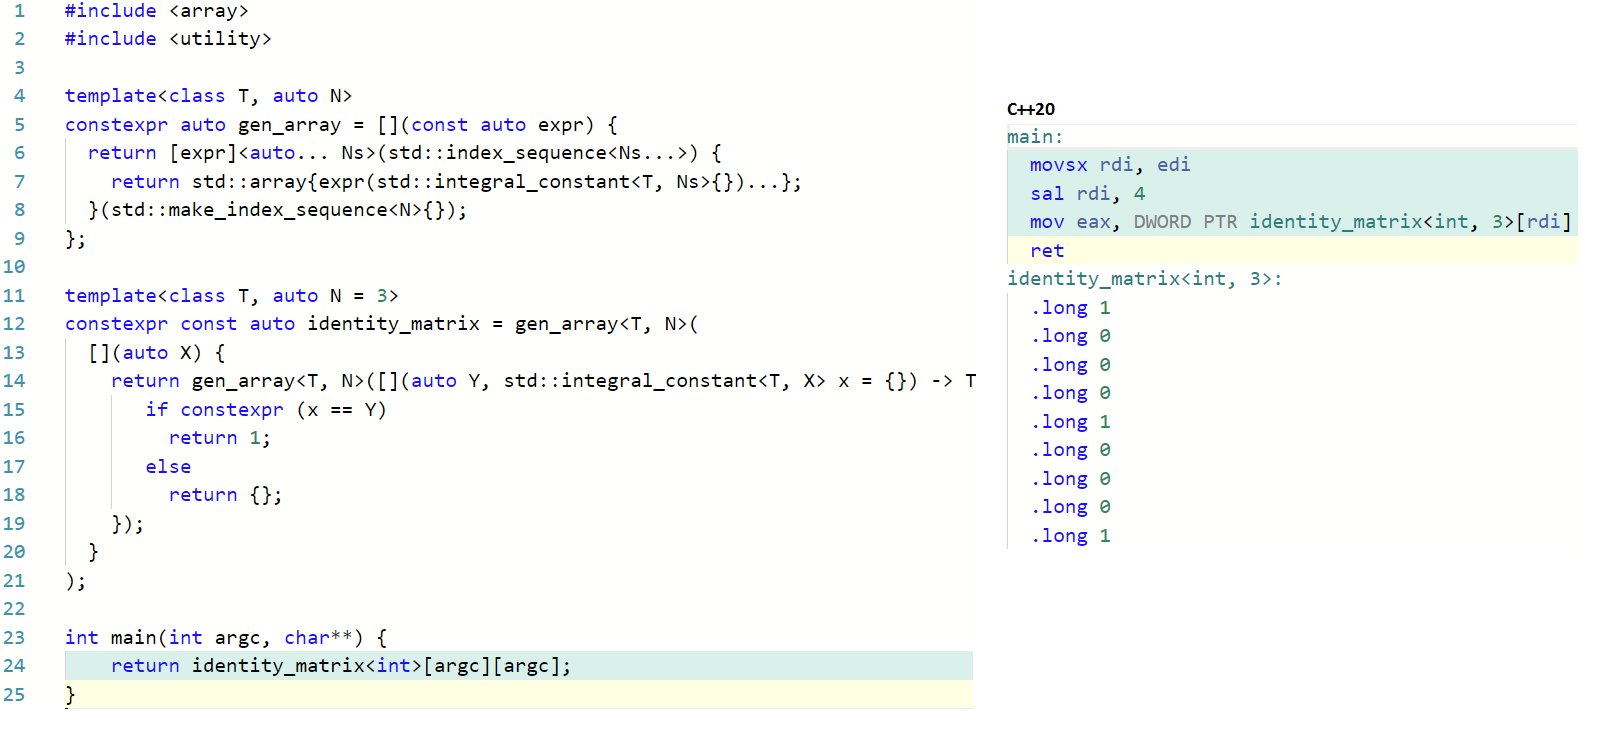 1 #include <array>
2 #include <utility>
3
4 template<class T, auto N>
5 constexpr auto gen_array = [](const auto expr) {
6   return [expr]<auto... Ns>(std::index_sequence<Ns...>) {
7     return std::array{expr(std::integral_constant<T, Ns>{})...};
8   }(std::make_index_sequence<N>{});
9 };
10
11 template<class T, auto N = 3>
12 constexpr const auto identity_matrix = gen_array<T, N>(
13   [](auto X) {
14     return gen_array<T, N>([](auto Y, std::integral_constant<T, X> x = {}) -> T
15        if constexpr (x == Y)
16          return 1;
17        else
18          return {};
19     });
20   }
21 );
22
23 int main(int argc, char**) {
24     return identity_matrix<int>[argc][argc];
25 }
C++20
main:
  movsx rdi, edi
  sal rdi, 4
  mov eax, DWORD PTR identity_matrix<int, 3>[rdi]
  ret
identity_matrix<int, 3>:
  .long 1
  .long 0
  .long 0
  .long 0
  .long 1
  .long 0
  .long 0
  .long 0
  .long 1